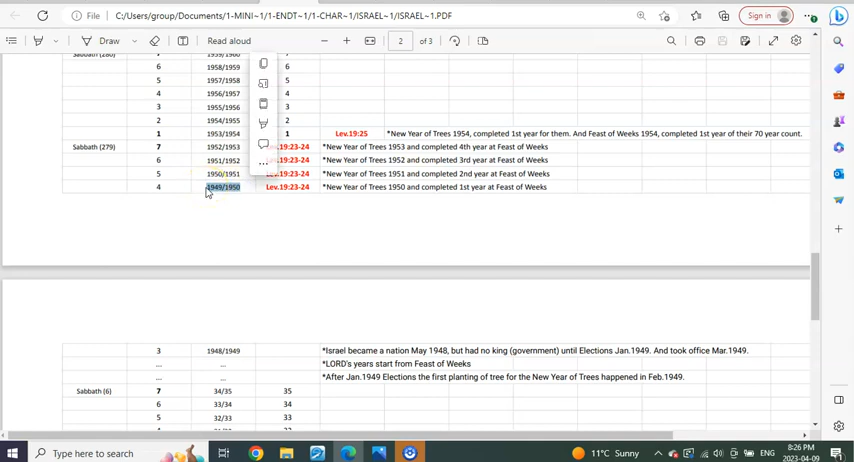 File C:/Users/group/Documents/1-MINI~1/1-ENDT~1/1-CHAR~1/ISRAEL~1/ISRAEL~1.PDF Sign in
Draw Read aloud 2 of 3
Sabbath (280) 7 1959/1960 7
6 1958/1959 6
5 1957/1958 5
4 1956/1957 4
3 1955/1956 3
2 1954/1955 2
1 1953/1954 1 Lev.19:25 *New Year of Trees 1954, completed 1st year for them. And Feast of Weeks 1954, completed 1st year of their 70 year count.
Sabbath (279) 7 1952/1953 Lev.19:23-24 *New Year of Trees 1953 and completed 4th year at Feast of Weeks
6 1951/1952 Lev.19:23-24 *New Year of Trees 1952 and completed 3rd year at Feast of Weeks
5 1950/1951 Lev.19:23-24 *New Year of Trees 1951 and completed 2nd year at Feast of Weeks
4 1949/1950 Lev.19:23-24 *New Year of Trees 1950 and completed 1st year at Feast of Weeks
3 1948/1949 *Israel became a nation May 1948, but had no king (government) until Elections Jan.1949. And took office Mar.1949.
... ... *LORD's years start from Feast of Weeks
... ... *After Jan.1949 Elections the first planting of tree for the New Year of Trees happened in Feb.1949.
Sabbath (6) 7 34/35 35
6 33/34 34
5 32/33 33
Type here to search 11°C Sunny ENG 8:26 PM
2023-04-09